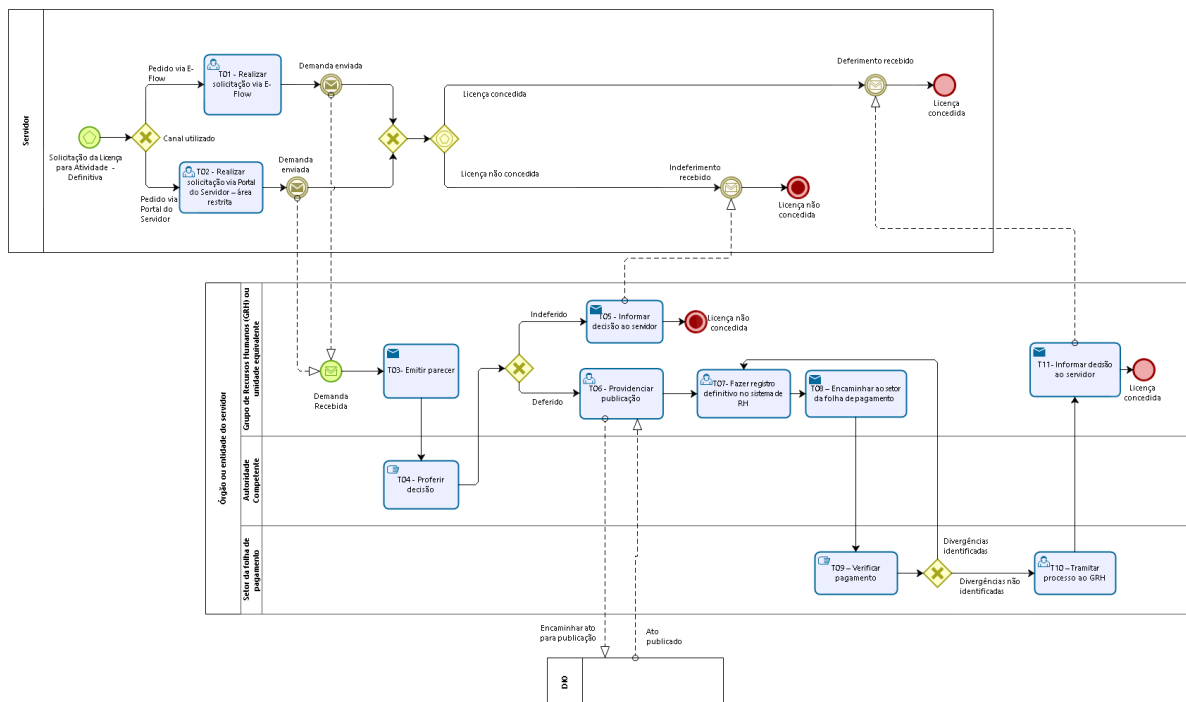 Servidor
Solicitação da Licença
para Atividade -
Definitiva
Pedido via E-
Flow
Canal utilizado
Pedido via
Portal do
Servidor
T01 - Realizar
solicitação via E-
Flow
Demanda enviada
T02 - Realizar
solicitação via Portal
do Servidor – área
restrita
Demanda
enviada
Licença concedida
Licença não concedida
Deferimento recebido
Licença
concedida
Indeferimento
recebido
Licença não
concedida
Órgão ou entidade do servidor
Grupo de Recursos Humanos (GRH) ou
unidade equivalente
Demanda
Recebida
T03- Emitir parecer
Indeferido
Deferido
T05 - Informar
decisão ao servidor
Licença não
concedida
T06 - Providenciar
publicação
T07- Fazer registro
definitivo no sistema de
RH
T08 – Encaminhar ao setor
da folha de pagamento
T11- Informar decisão
ao servidor
Licença
concedida
Autoridade
Competente
T04 - Proferir
decisão
Setor da folha de
pagamento
T09 – Verificar
pagamento
Divergências
identificadas
Divergências não
identificadas
T10 – Tramitar
processo ao GRH
Encaminhar ato
para publicação
Ato
publicado
DIO